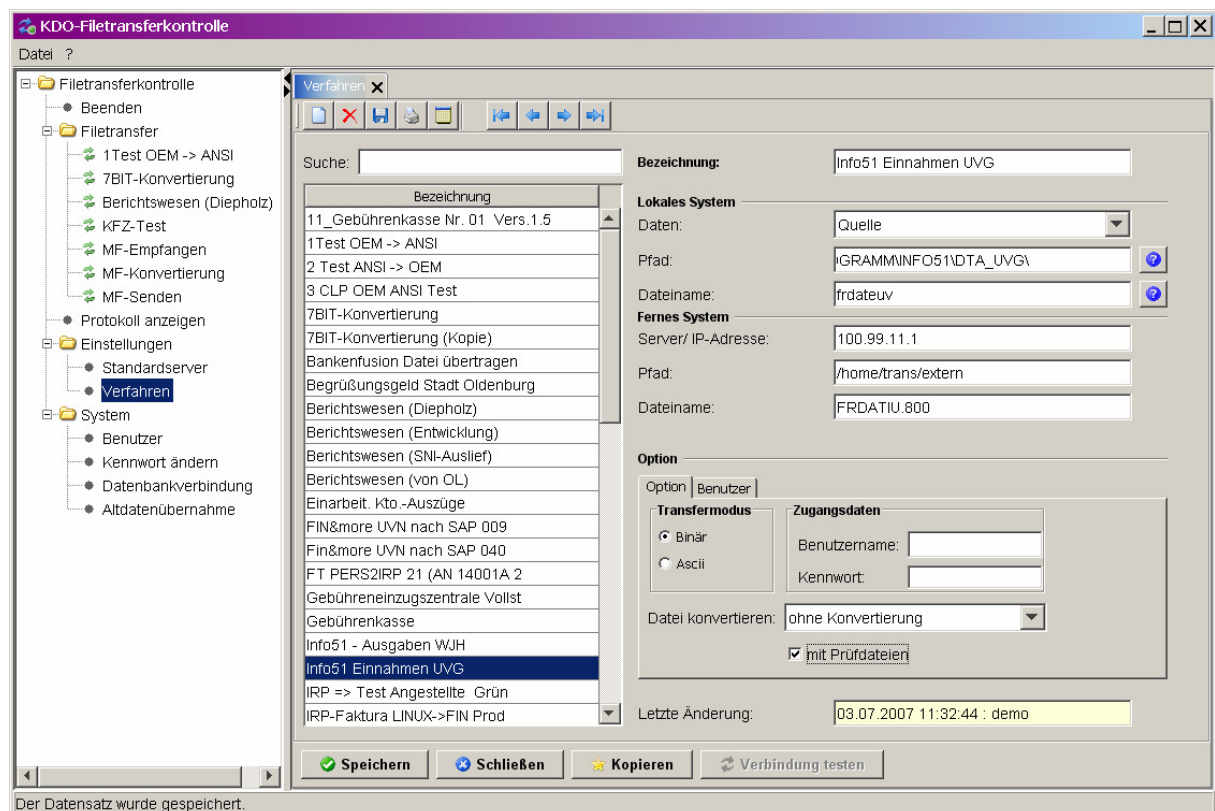 KDO-Filetransferkontrolle
Datei ?
Filetransferkontrolle
Beenden
Filetransfer
1Test OEM -> ANSI
7BIT-Konvertierung
Berichtswesen (Diepholz)
KFZ-Test
MF-Empfangen
MF-Konvertierung
MF-Senden
Protokoll anzeigen
Einstellungen
Standardserver
Verfahren
System
Benutzer
Kennwort ändern
Datenbankverbindung
Altdatenübernahme
Verfahren
Suche:
Bezeichnung
11_Gebührenkasse Nr. 01 Vers.1.5
1Test OEM -> ANSI
2 Test ANSI -> OEM
3 CLP OEM ANSI Test
7BIT-Konvertierung
7BIT-Konvertierung (Kopie)
Bankenfusion Datei übertragen
Begrüßungsgeld Stadt Oldenburg
Berichtswesen (Diepholz)
Berichtswesen (Entwicklung)
Berichtswesen (SNI-Auslief)
Berichtswesen (von OL)
Einarbeit. Kto.-Auszüge
FIN&more UVN nach SAP 009
Fin&more UVN nach SAP 040
FT PERS2IRP 21 (AN 14001A 2
Gebühreneinzugszentrale Vollst
Gebührenkasse
Info51 - Ausgaben WJH
Info51 Einnahmen UVG
IRP => Test Angestellte Grün
IRP-Faktura LINUX->FIN Prod
Bezeichnung: Info51 Einnahmen UVG
Lokales System
Daten: Quelle
Pfad: GRAMM\INFO51\DTA_UVG\
Dateiname: frdateuv
Fernes System
Server/ IP-Adresse: 100.99.11.1
Pfad: /home/trans/extern
Dateiname: FRDATIU.800
Option
Option Benutzer
Transfermodus
Binär
Ascii
Zugangsdaten
Benutzername:
Kennwort:
Datei konvertieren: ohne Konvertierung
mit Prüfdateien
Letzte Änderung: 03.07.2007 11:32:44 : demo
Speichern Schließen Kopieren Verbindung testen
Der Datensatz wurde gespeichert.